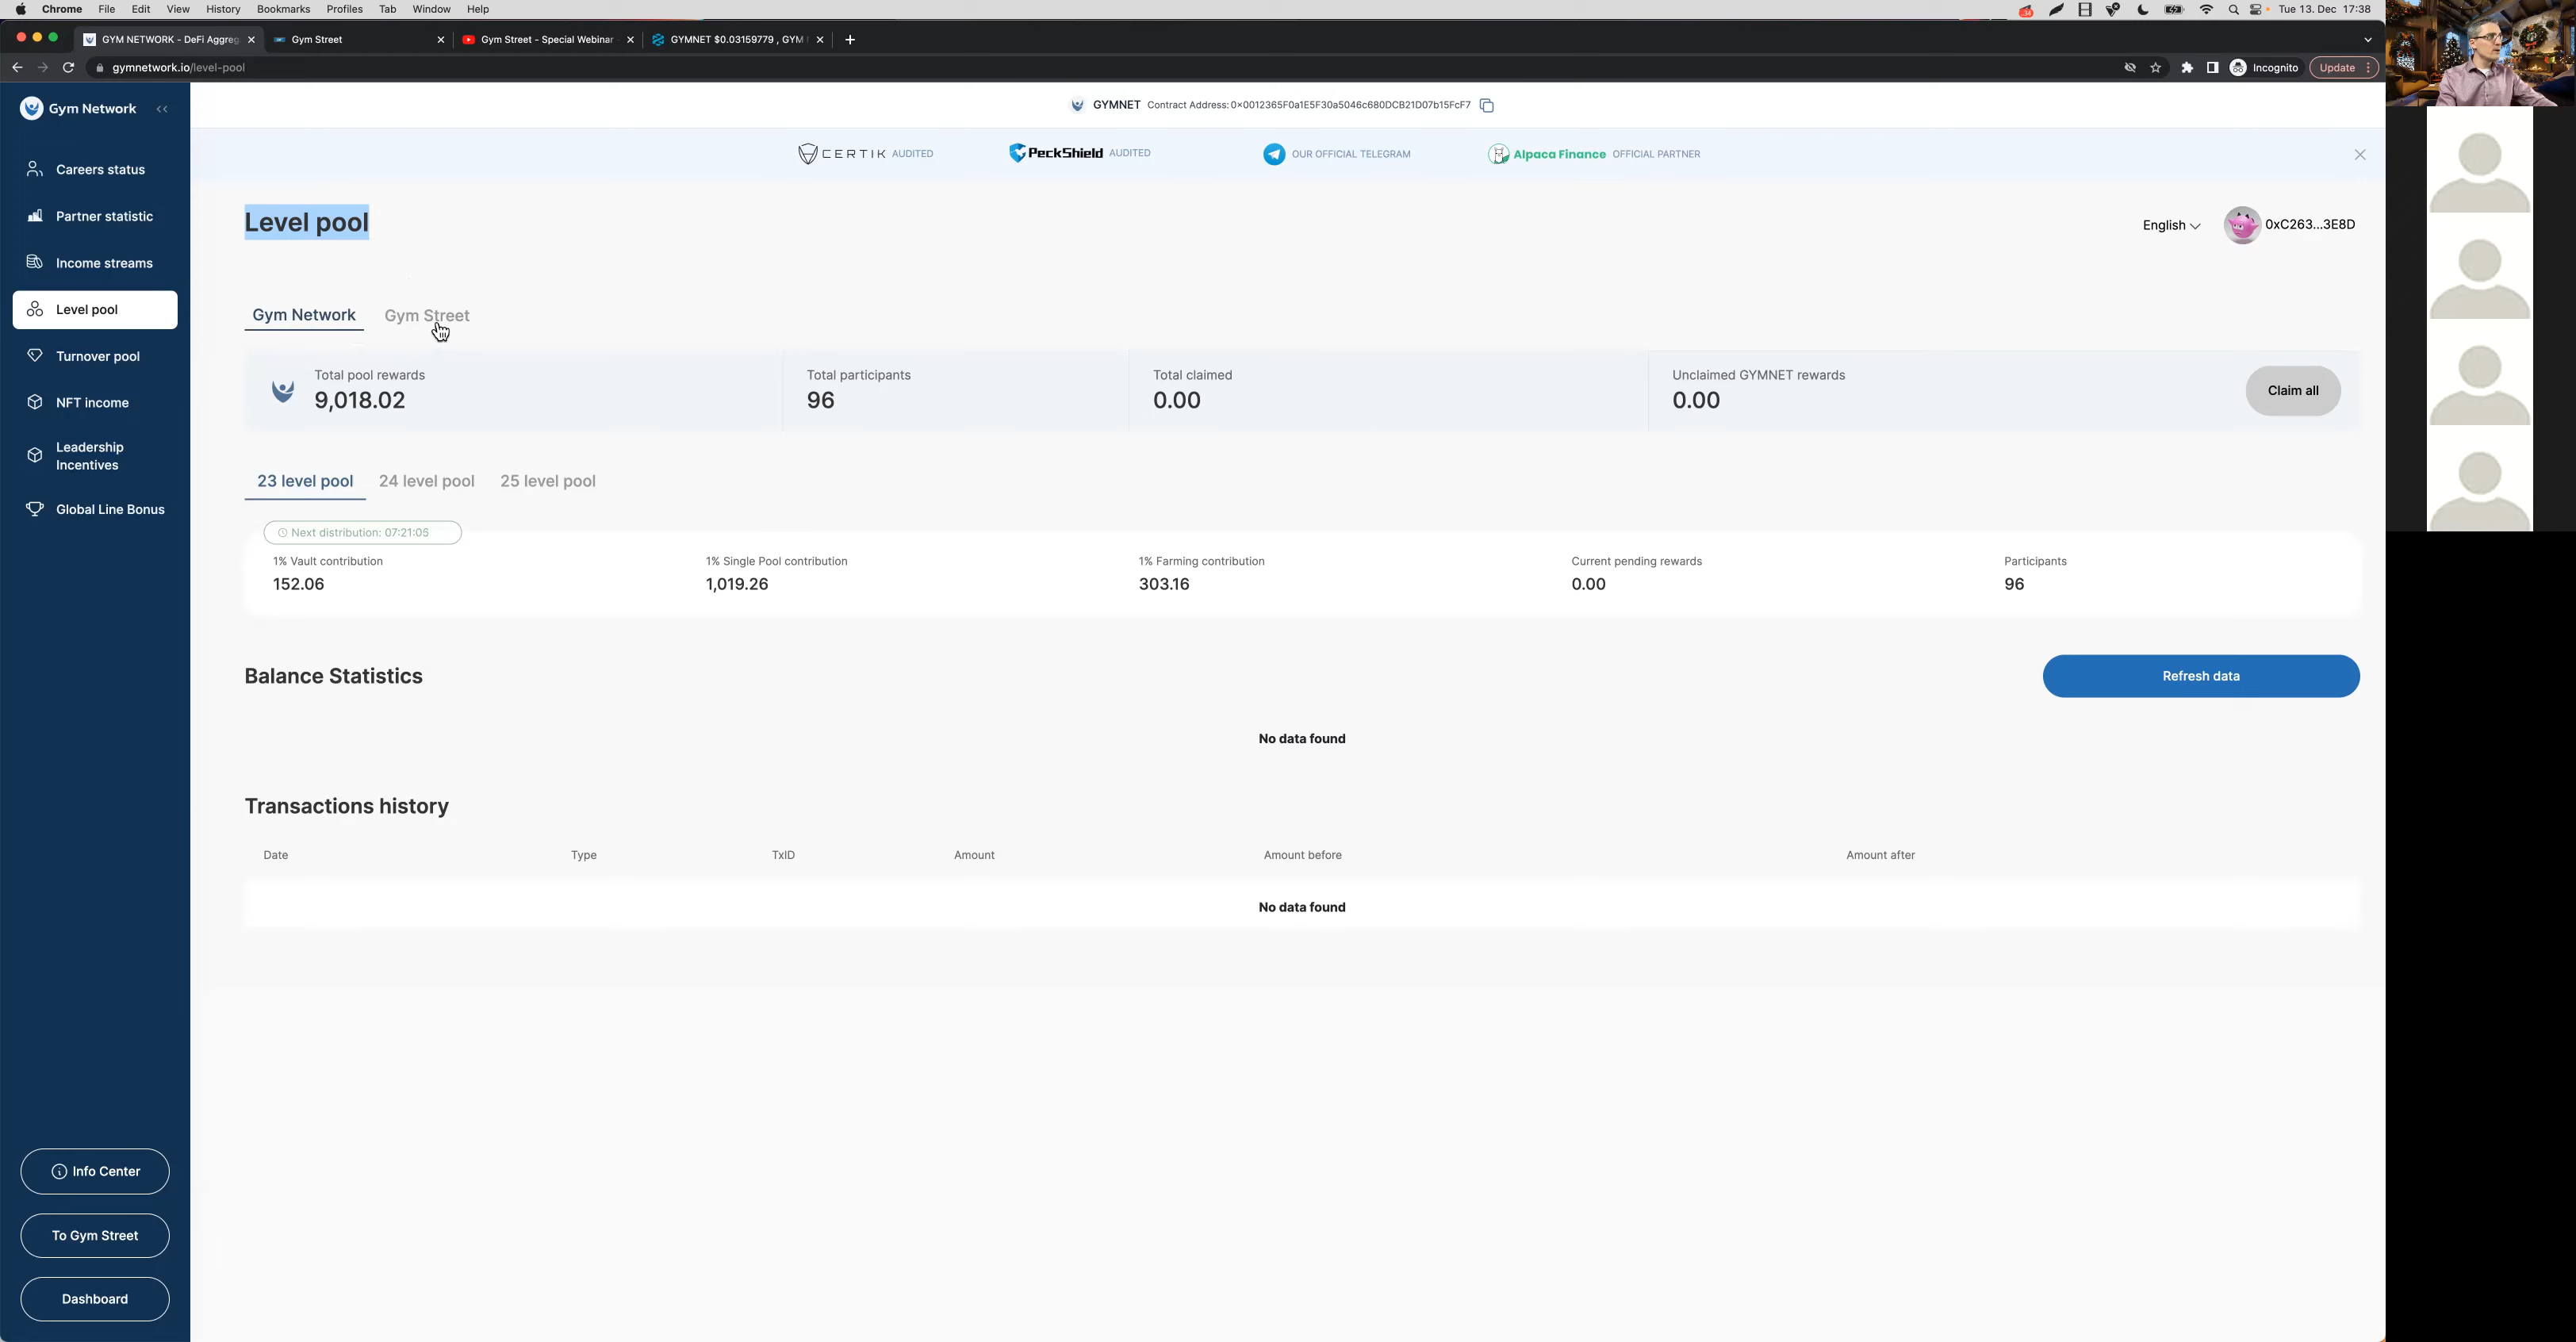 Chrome File Edit View History Bookmarks Profiles Tab Window Help Tue 13. Dec 17:38
GYM NETWORK - DeFi Aggreg Gym Street Gym Street - Special Webinar GYMNET $0.03159779 , GYM
gymnetwork.io/level-pool Incognito Update
Gym Network
GYMNET Contract Address: 0x0012365F0a1E5F30a5046c680DCB21D07b15FcF7
CERTIK AUDITED PeckShield AUDITED OUR OFFICIAL TELEGRAM Alpaca Finance OFFICIAL PARTNER
Careers status
Partner statistic
Income streams
Level pool
Turnover pool
NFT income
Leadership
Incentives
Global Line Bonus
Info Center
To Gym Street
Dashboard
Level pool
English 0xC263...3E8D
Gym Network Gym Street
Total pool rewards Total participants Total claimed Unclaimed GYMNET rewards
9,018.02 96 0.00 0.00
Claim all
23 level pool 24 level pool 25 level pool
Next distribution: 07:21:05
1% Vault contribution 1% Single Pool contribution 1% Farming contribution Current pending rewards Participants
152.06 1,019.26 303.16 0.00 96
Balance Statistics Refresh data
No data found
Transactions history
Date Type TxID Amount Amount before Amount after
No data found